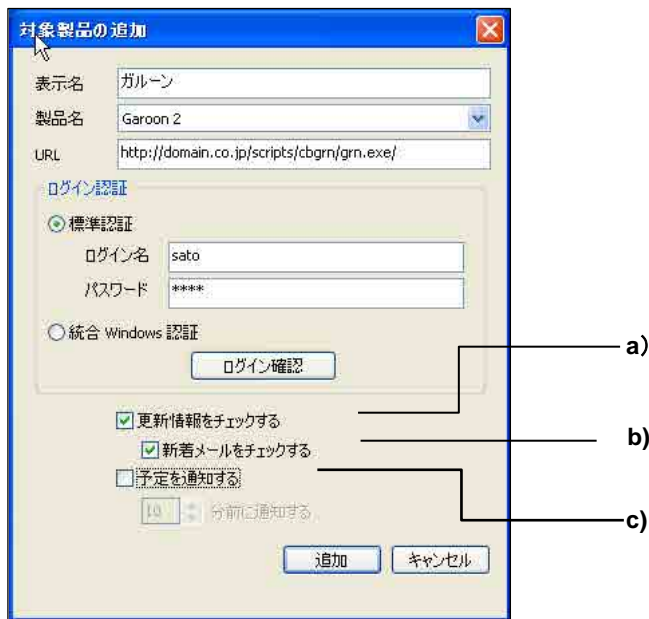 対象製品の追加
表示名 ガルーン
製品名 Garoon 2
URL http://domain.co.jp/scripts/cbgrn/grn.exe/
ログイン認証
標準認証
ログイン名 sato
パスワード ****
統合 Windows 認証
ログイン確認
a)
更新情報をチェックする
b)
新着メールをチェックする
予定を通知する
10 分前に通知する
c)
追加 キャンセル